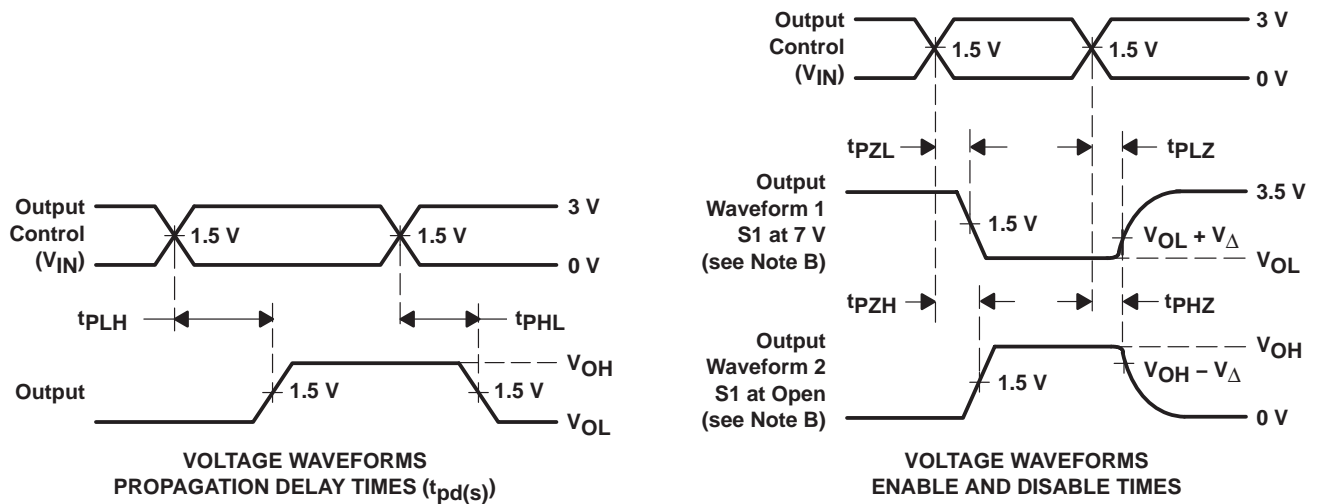 Output
Control
(VIN)
3 V
1.5 V
1.5 V
0 V
tPLH
tPHL
Output
VOH
1.5 V
1.5 V
VOL
VOLTAGE WAVEFORMS
PROPAGATION DELAY TIMES (tpd(s))
Output
Control
(VIN)
3 V
1.5 V
1.5 V
0 V
tPZL
tPLZ
Output
Waveform 1
S1 at 7 V
(see Note B)
3.5 V
1.5 V
VOL + VΔ
VOL
tPZH
tPHZ
Output
Waveform 2
S1 at Open
(see Note B)
VOH
1.5 V
VOH − VΔ
0 V
VOLTAGE WAVEFORMS
ENABLE AND DISABLE TIMES